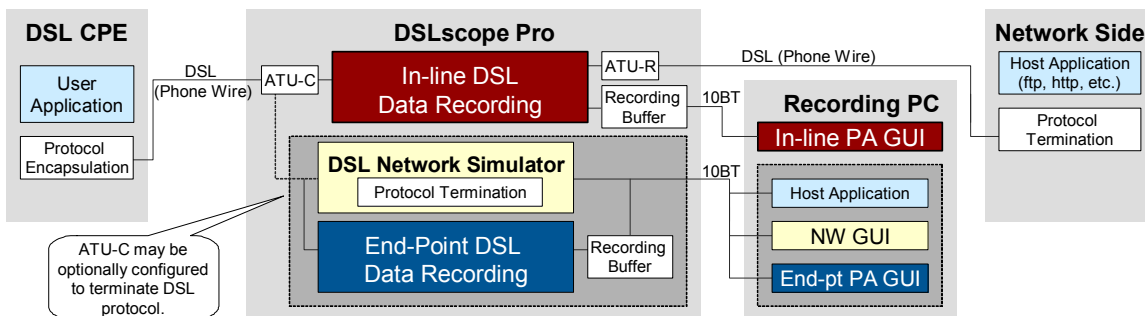 DSL CPE
User
Application
Protocol
Encapsulation
DSL
(Phone Wire)
DSLscope Pro
ATU-C
In-line DSL
Data Recording
ATU-R
Recording
Buffer
DSL (Phone Wire)
10BT
DSL Network Simulator
Protocol Termination
End-Point DSL
Data Recording
Recording
Buffer
10BT
ATU-C may be
optionally configured
to terminate DSL
protocol.
Recording PC
In-line PA GUI
Host Application
NW GUI
End-pt PA GUI
Network Side
Host Application
(ftp, http, etc.)
Protocol
Termination